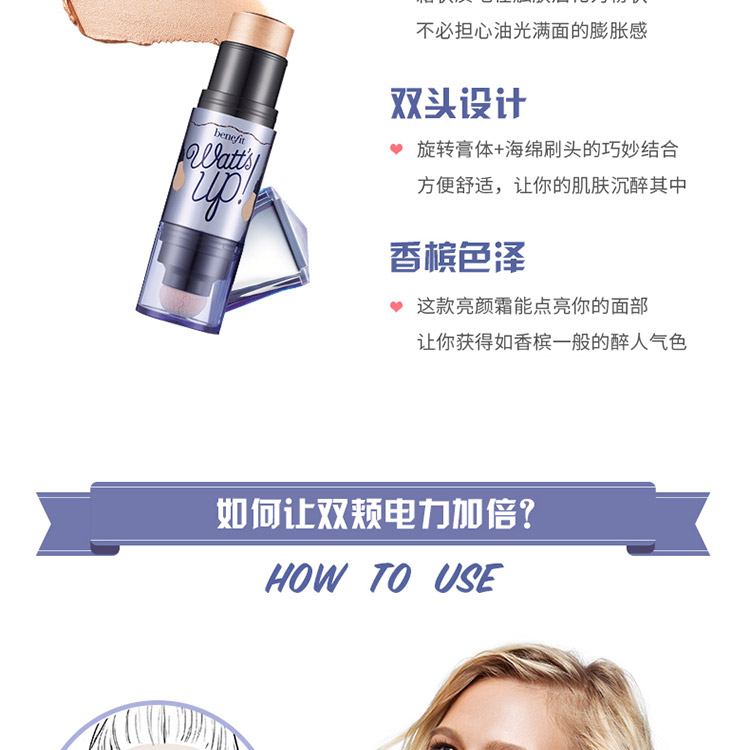 不必担心油光满面的膨胀感
双头设计
旋转膏体+海绵刷头的巧妙结合
方便舒适，让你的肌肤沉醉其中
香槟色泽
这款亮颜霜能点亮你的面部
让你获得如香槟一般的醉人气色
benefit
Watt's
up!
如何让双颊电力加倍?
HOW TO USE